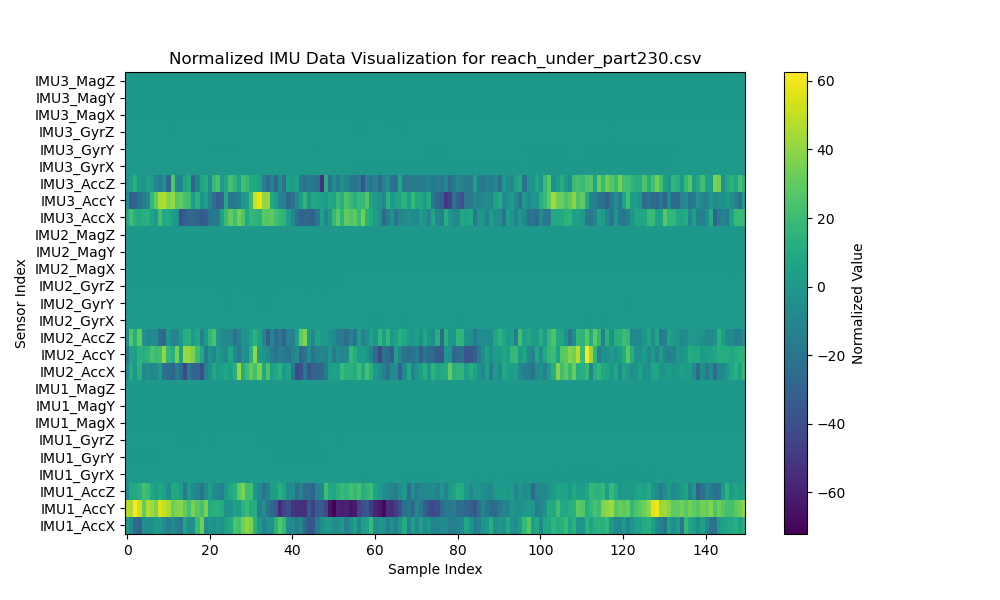 Normalized IMU Data Visualization for reach_under_part230.csv
IMU3_MagZ
IMU3_MagY
IMU3_MagX
IMU3_GyrZ
IMU3_GyrY
IMU3_GyrX
IMU3_AccZ
IMU3_AccY
IMU3_AccX
IMU2_MagZ
IMU2_MagY
IMU2_MagX
IMU2_GyrZ
IMU2_GyrY
IMU2_GyrX
IMU2_AccZ
IMU2_AccY
IMU2_AccX
IMU1_MagZ
IMU1_MagY
IMU1_MagX
IMU1_GyrZ
IMU1_GyrY
IMU1_GyrX
IMU1_AccZ
IMU1_AccY
IMU1_AccX
Sensor Index
0 20 40 60 80 100 120 140
Sample Index
60
40
20
0
−20
−40
−60
Normalized Value